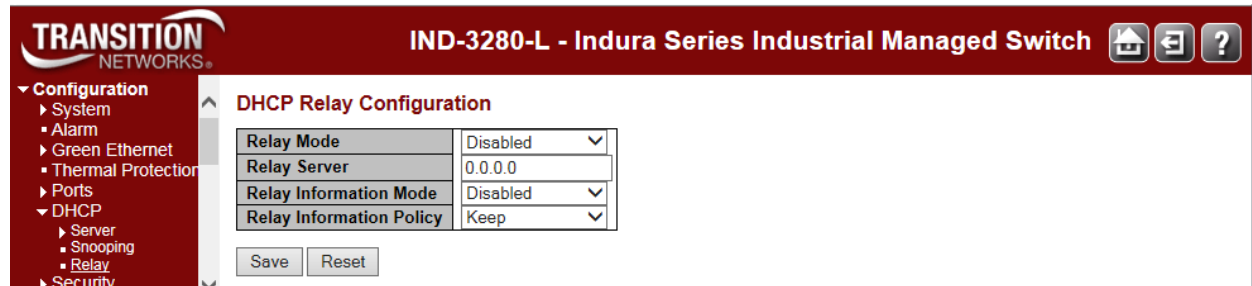 TRANSITION
NETWORKS®
IND-3280-L - Indura Series Industrial Managed Switch
?
Configuration
System
Alarm
Green Ethernet
Thermal Protection
Ports
DHCP
Server
Snooping
Relay
Security
DHCP Relay Configuration
Relay Mode Disabled
Relay Server 0.0.0.0
Relay Information Mode Disabled
Relay Information Policy Keep
Save Reset